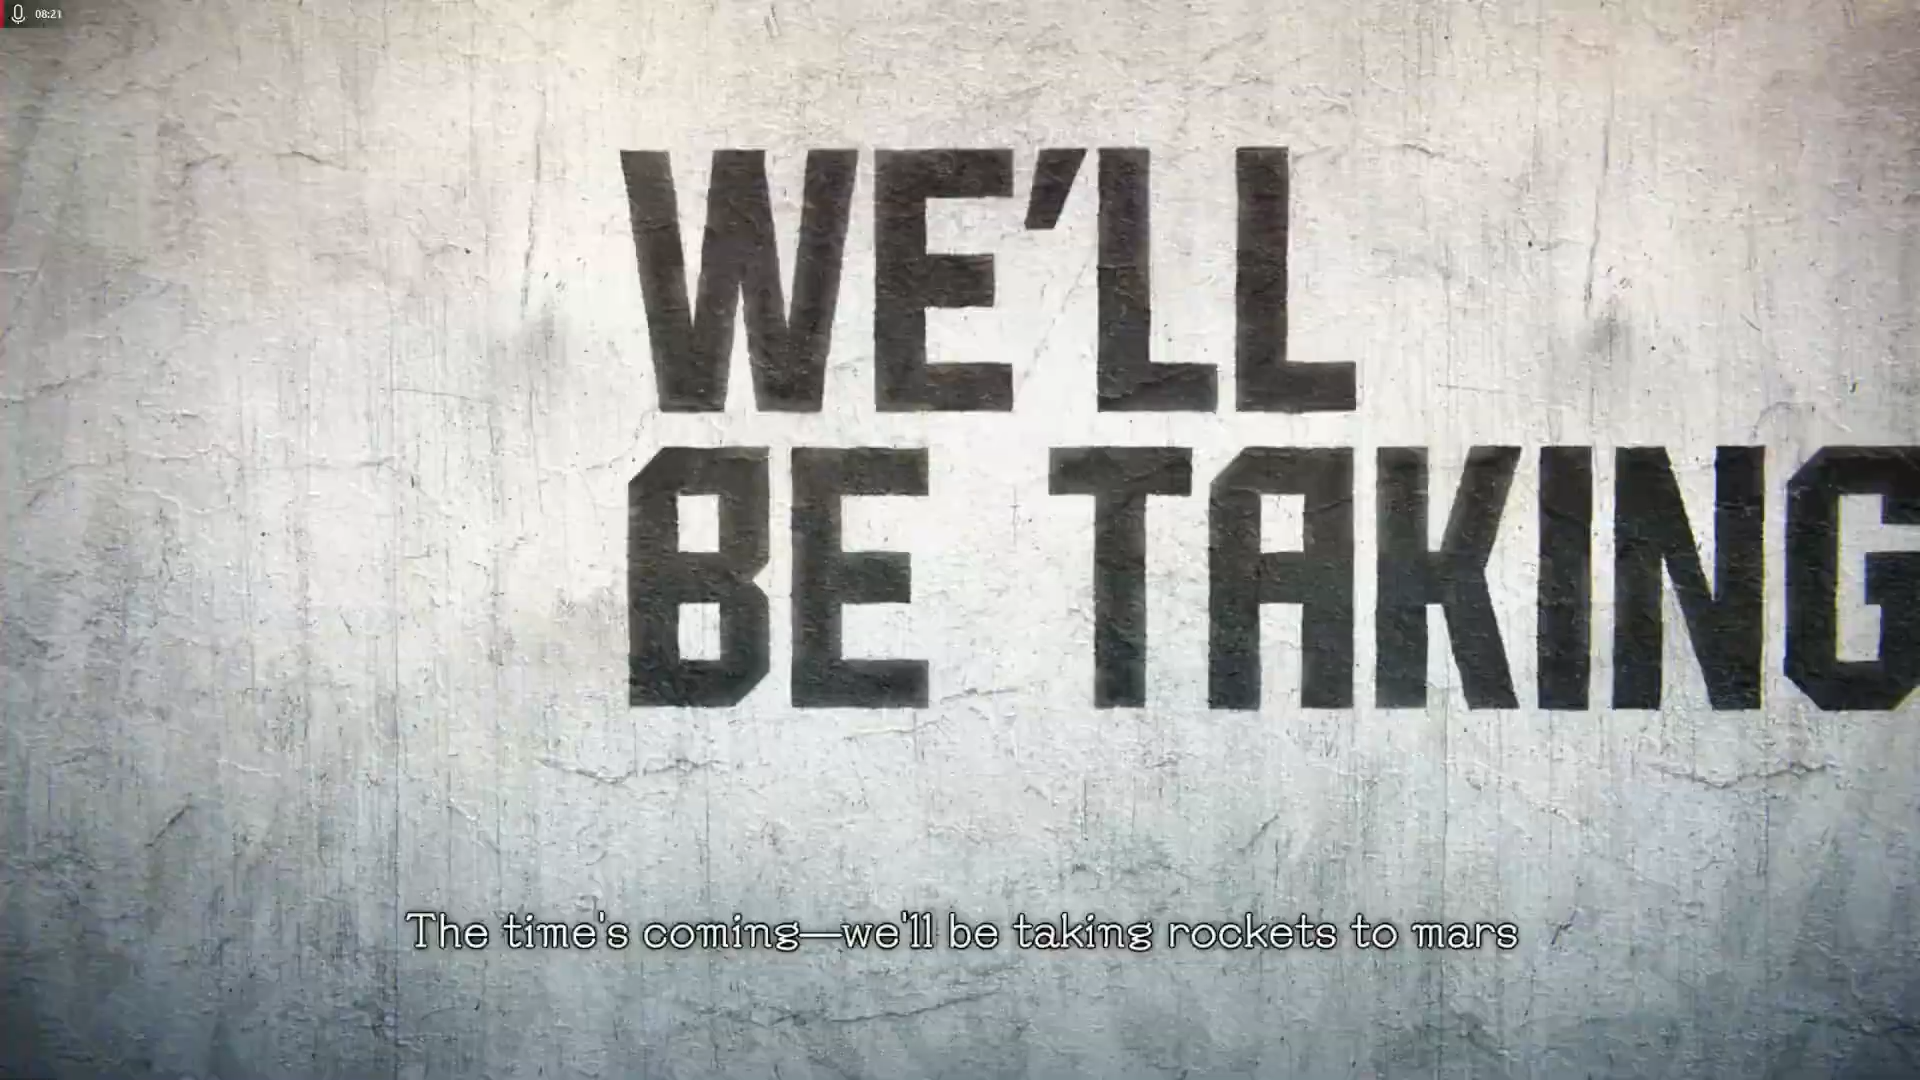 08:21
WE'LL
BE TAKING
The time's coming—we'll be taking rockets to mars